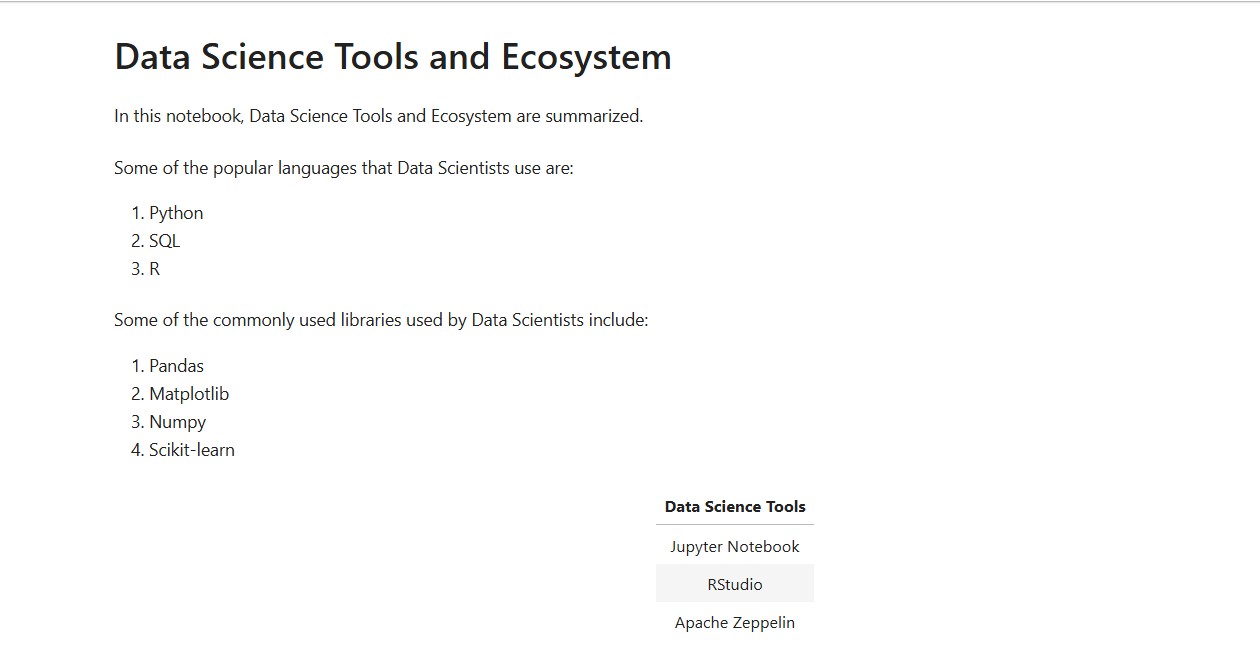 Data Science Tools and Ecosystem
In this notebook, Data Science Tools and Ecosystem are summarized.
Some of the popular languages that Data Scientists use are:
1. Python
2. SQL
3. R
Some of the commonly used libraries used by Data Scientists include:
1. Pandas
2. Matplotlib
3. Numpy
4. Scikit-learn
Data Science Tools
Jupyter Notebook
RStudio
Apache Zeppelin